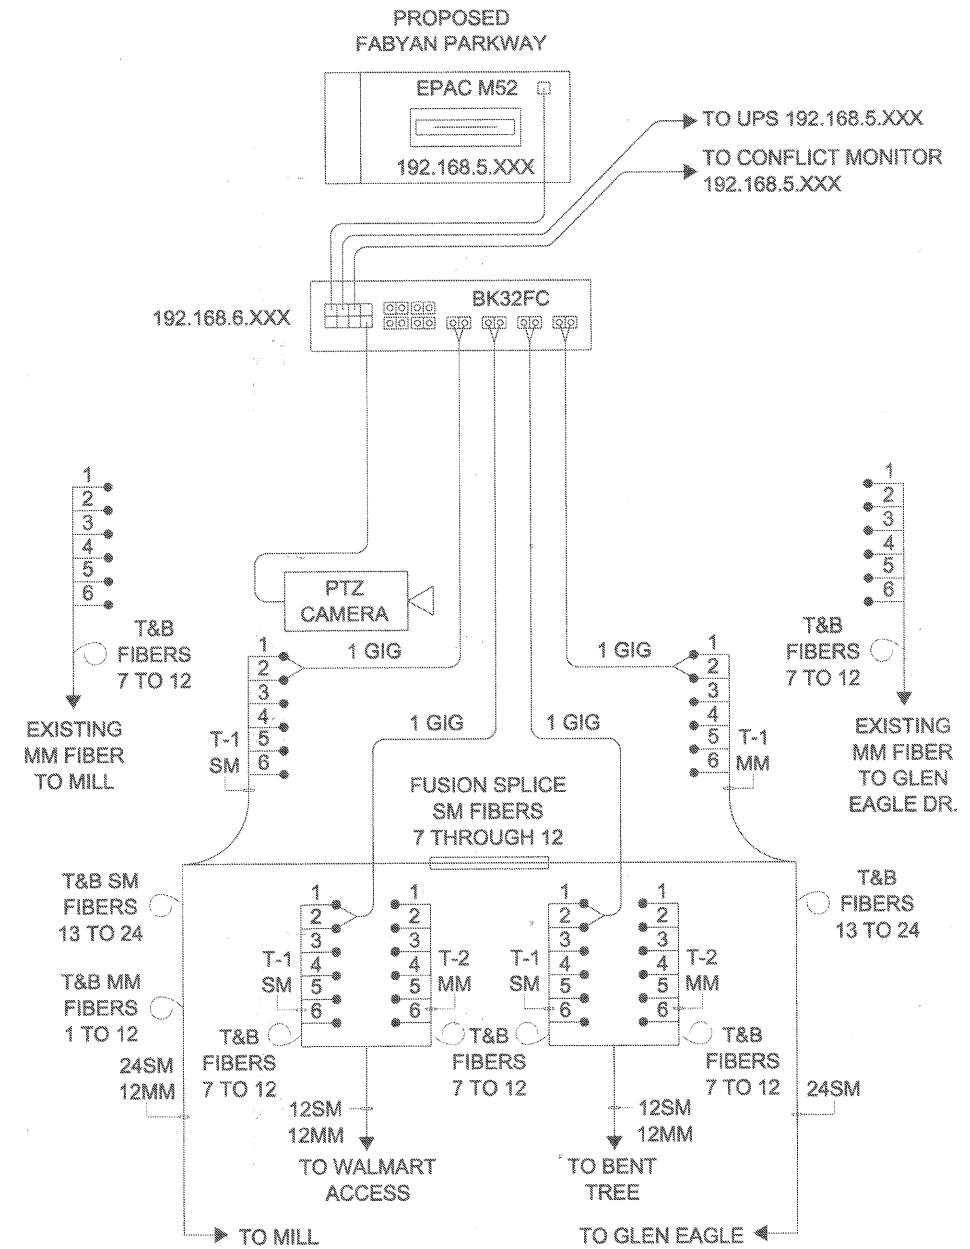 PROPOSED
FABYAN PARKWAY
EPAC M52
192.168.5.XXX
TO UPS 192.168.5.XXX
TO CONFLICT MONITOR
192.168.5.XXX
BK32FC
192.168.6.XXX
1
2
3
4
5
6
T&B
FIBERS
7 TO 12
EXISTING
MM FIBER
TO MILL
PTZ
CAMERA
1 GIG
1 GIG
1 GIG
1 GIG
1
2
3
4
5
6
T-1
SM
1
2
3
4
5
6
T-1
MM
1
2
3
4
5
6
T&B
FIBERS
7 TO 12
EXISTING
MM FIBER
TO GLEN
EAGLE DR.
FUSION SPLICE
SM FIBERS
7 THROUGH 12
T&B SM
FIBERS
13 TO 24
T&B MM
FIBERS
1 TO 12
24SM
12MM
1
2
3
4
5
6
T-1
SM
T&B
FIBERS
7 TO 12
1
2
3
4
5
6
T-2
MM
T&B
FIBERS
7 TO 12
12SM
12MM
TO WALMART
ACCESS
1
2
3
4
5
6
T-1
SM
1
2
3
4
5
6
T-2
MM
T&B
FIBERS
7 TO 12
12SM
12MM
TO BENT
TREE
T&B
FIBERS
13 TO 24
24SM
TO MILL
TO GLEN EAGLE